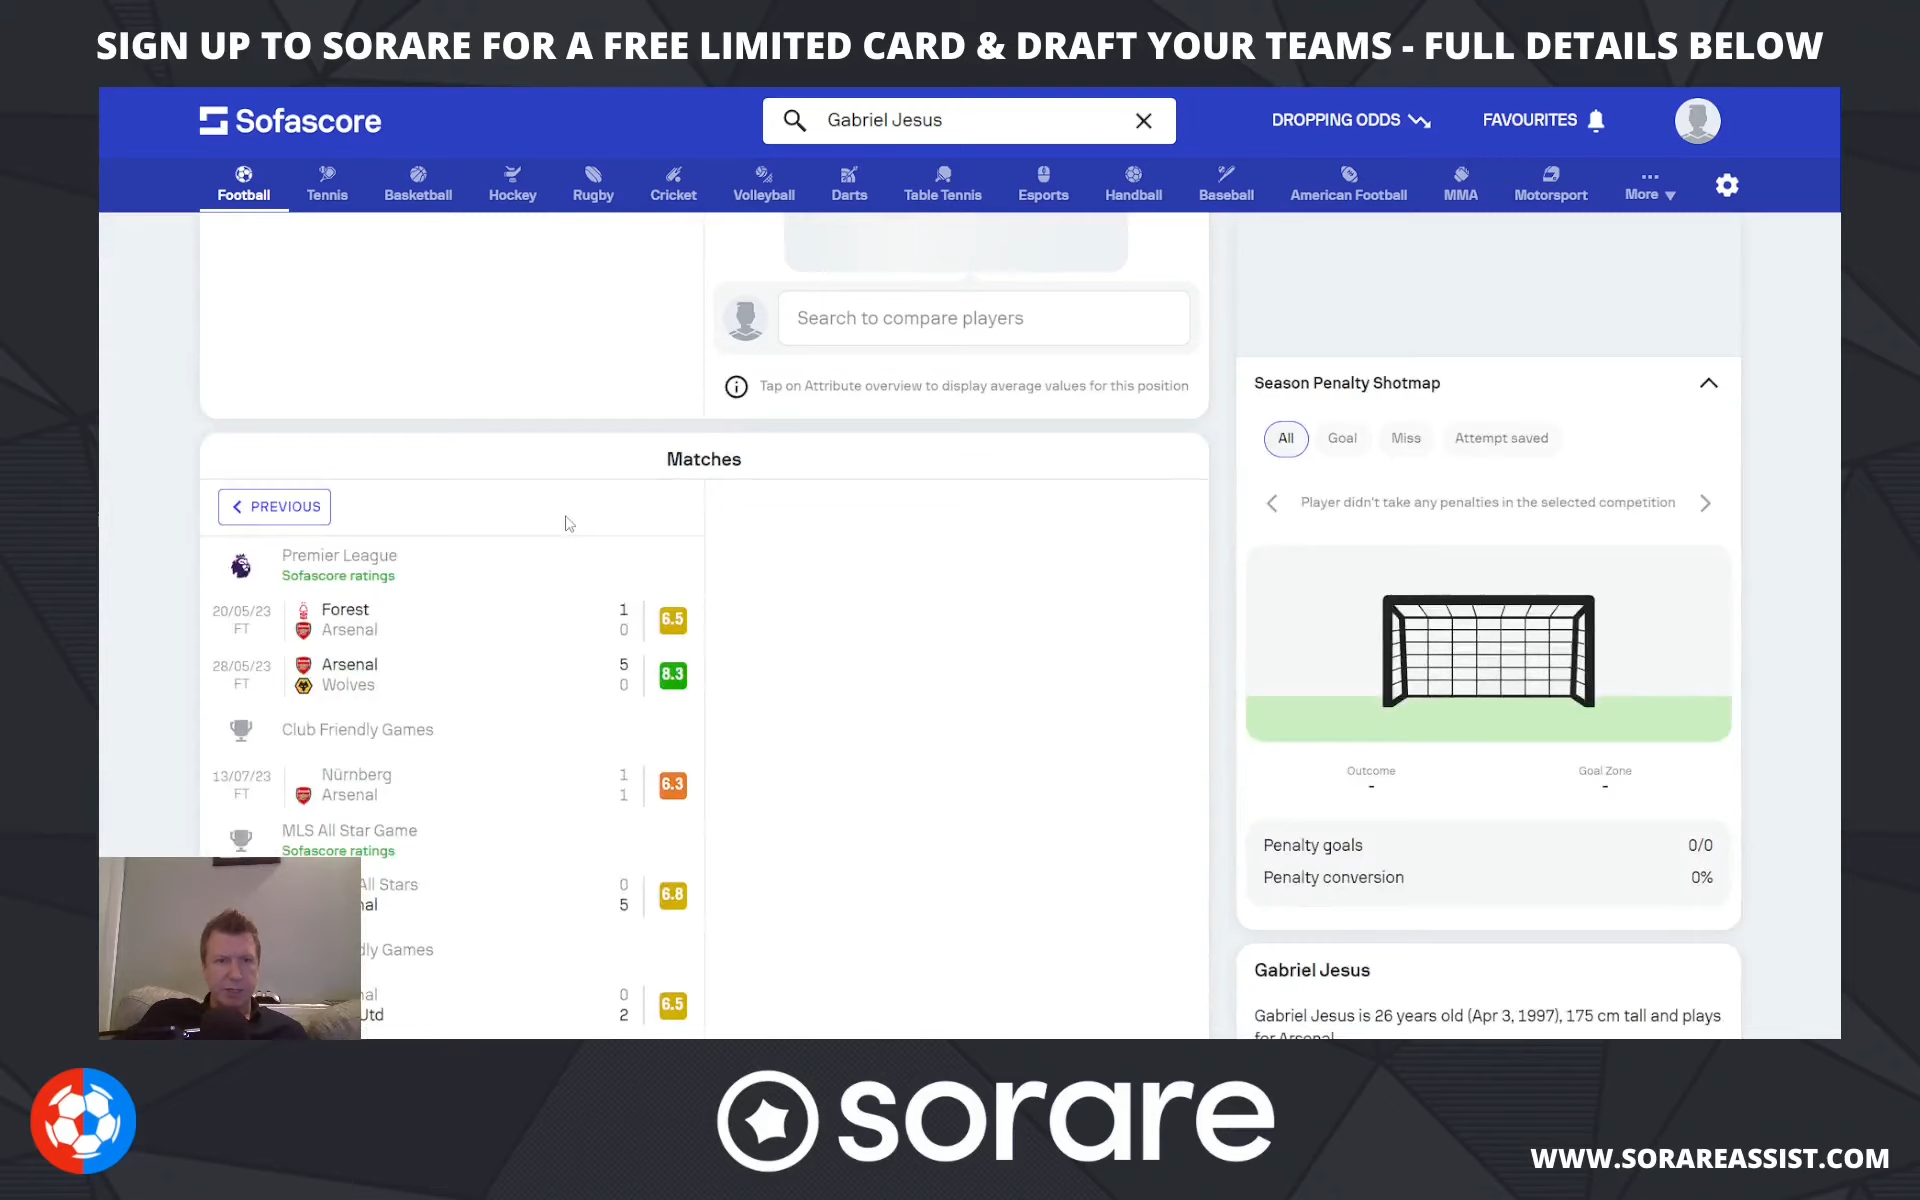 SIGN UP TO SORARE FOR A FREE LIMITED CARD & DRAFT YOUR TEAMS - FULL DETAILS BELOW
Sofascore
Gabriel Jesus
DROPPING ODDS
FAVOURITES
Football
Tennis
Basketball
Hockey
Rugby
Cricket
Volleyball
Darts
Table Tennis
Esports
Handball
Baseball
American Football
MMA
Motorsport
More
Search to compare players
Tap on Attribute overview to display average values for this position
Matches
PREVIOUS
Premier League
Sofascore ratings
20/05/23 Forest 1
FT Arsenal 0
6.5
28/05/23 Arsenal 5
FT Wolves 0
8.3
Club Friendly Games
13/07/23 Nürnberg 1
FT Arsenal 1
6.3
MLS All Star Game
Sofascore ratings
All Stars 0
nal 5
6.8
dly Games
nal 0
Utd 2
6.5
Season Penalty Shotmap
All
Goal
Miss
Attempt saved
Player didn't take any penalties in the selected competition
Outcome
-
Goal Zone
-
Penalty goals 0/0
Penalty conversion 0%
Gabriel Jesus
Gabriel Jesus is 26 years old (Apr 3, 1997), 175 cm tall and plays
for Arsenal
sorare
WWW.SORAREASSIST.COM